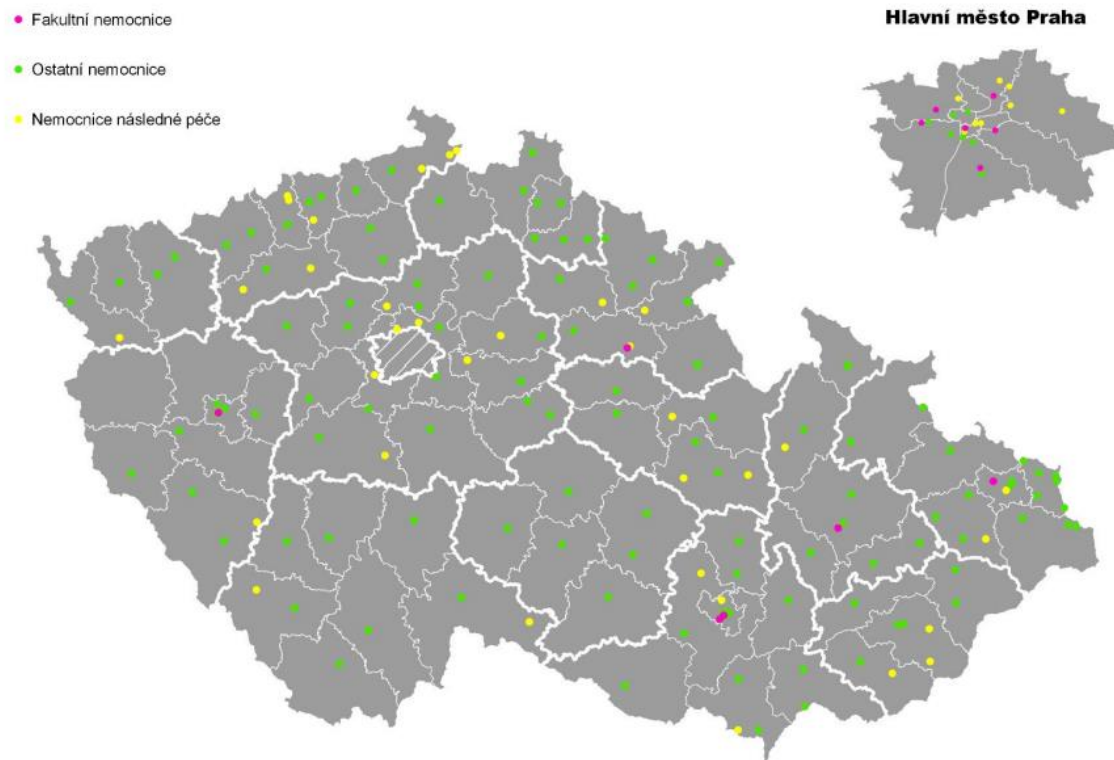 Fakultní nemocnice
Ostatní nemocnice
Nemocnice následné péče
Hlavní město Praha